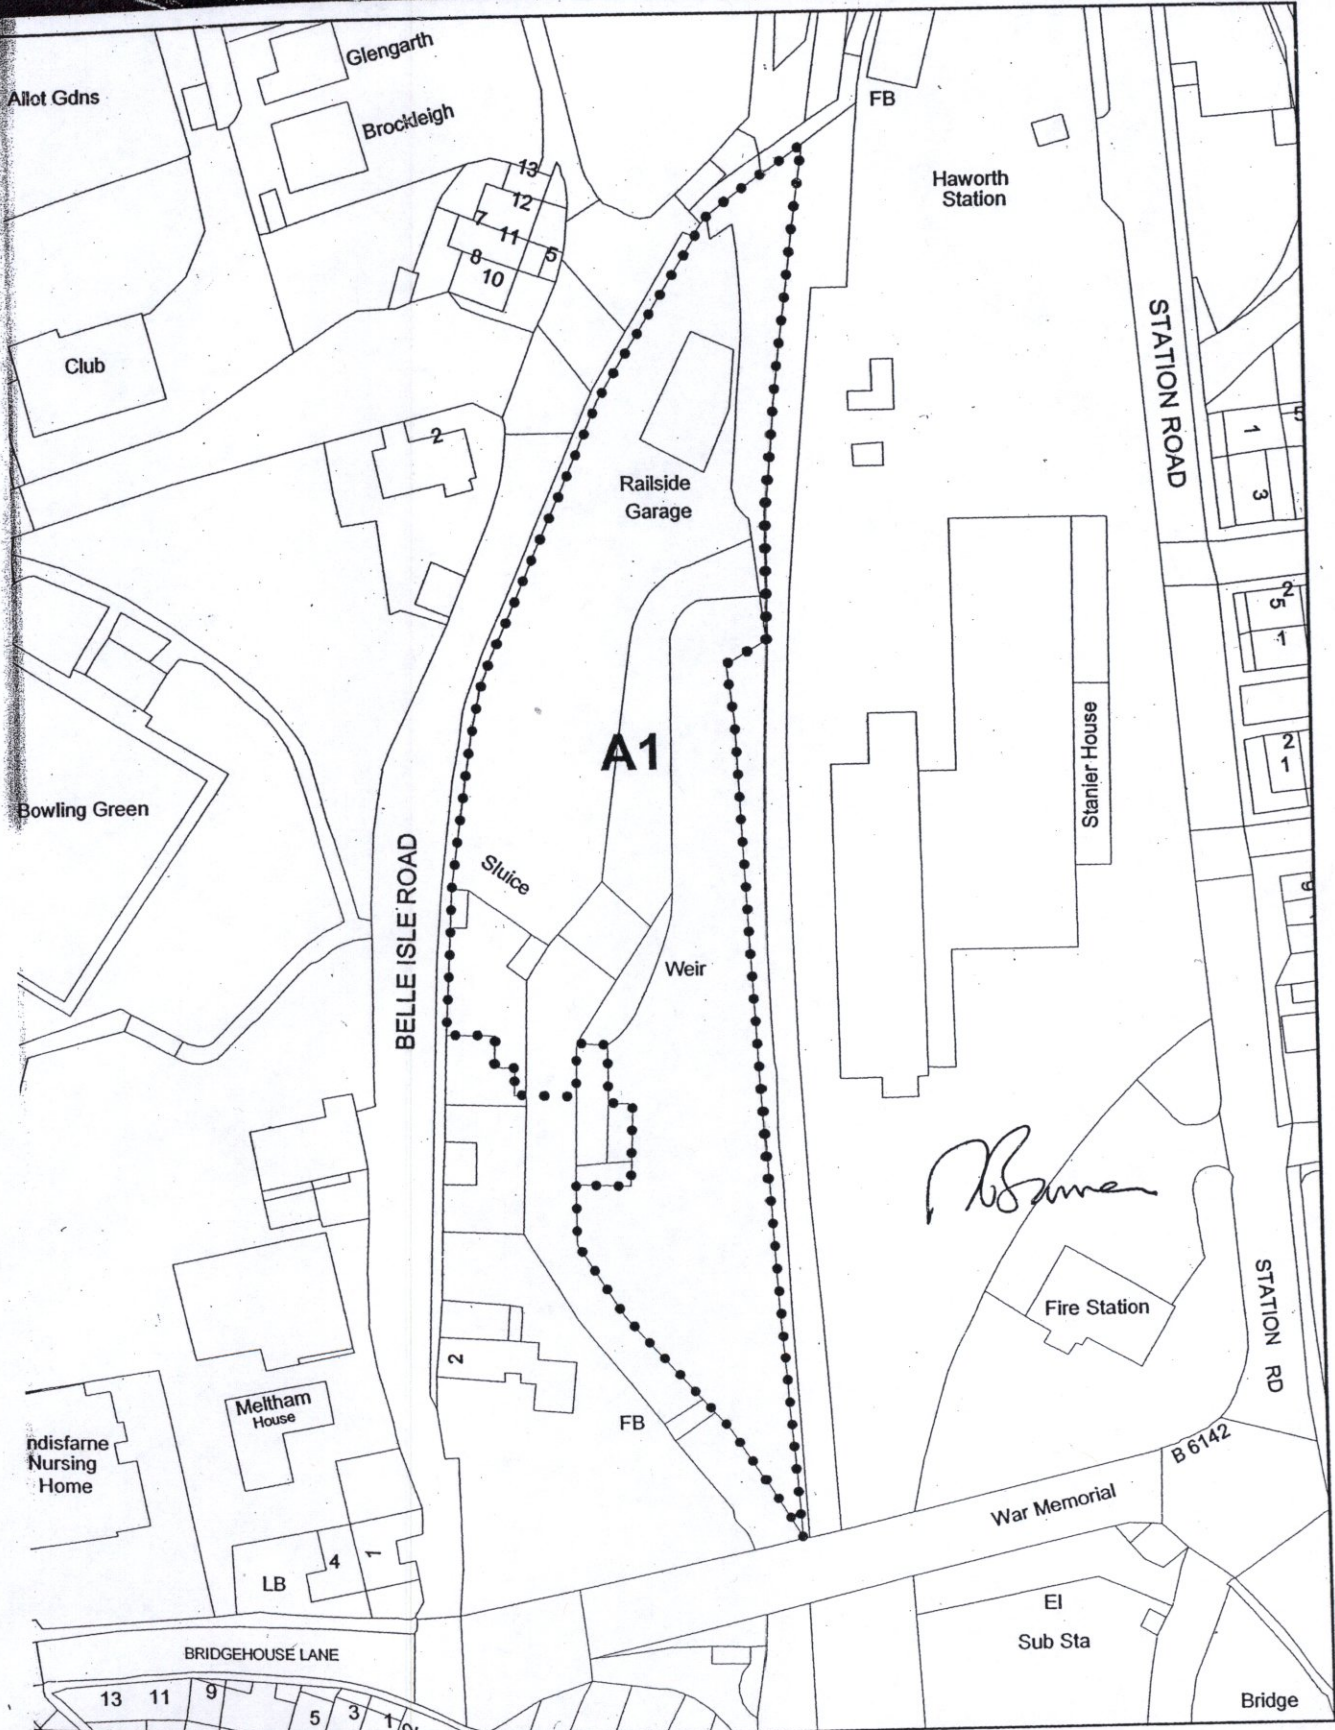 Glengarth
Allot Gdns
Brockleigh
FB
13
12
7
11
8
5
10
Haworth
Station
Club
STATION ROAD
2
5
1
3
Railside
Garage
2
5
1
A1
Stanier House
2
1
Bowling Green
BELLE ISLE ROAD
Sluice
Weir
9
Fire Station
STATION RD
2
FB
Meltham
House
ndisfarne
Nursing
Home
B 6142
War Memorial
4
1
LB
El
Sub Sta
BRIDGEHOUSE LANE
13
11
9
5
3
1
Bridge